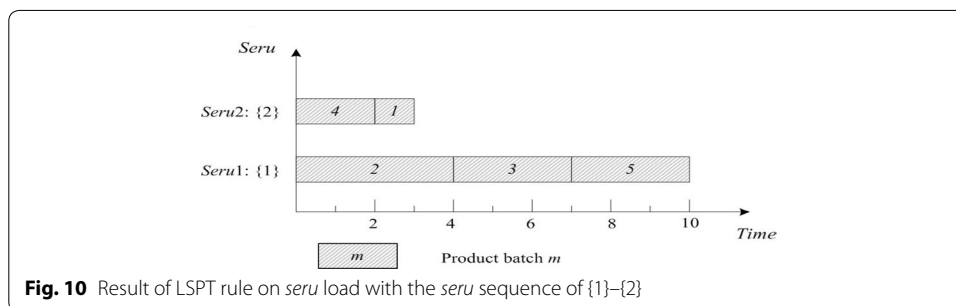 Seru
Seru2: {2}
4 1
Seru1: {1}
2 3 5
2 4 6 8 10
Time
m Product batch m
Fig. 10 Result of LSPT rule on seru load with the seru sequence of {1}–{2}